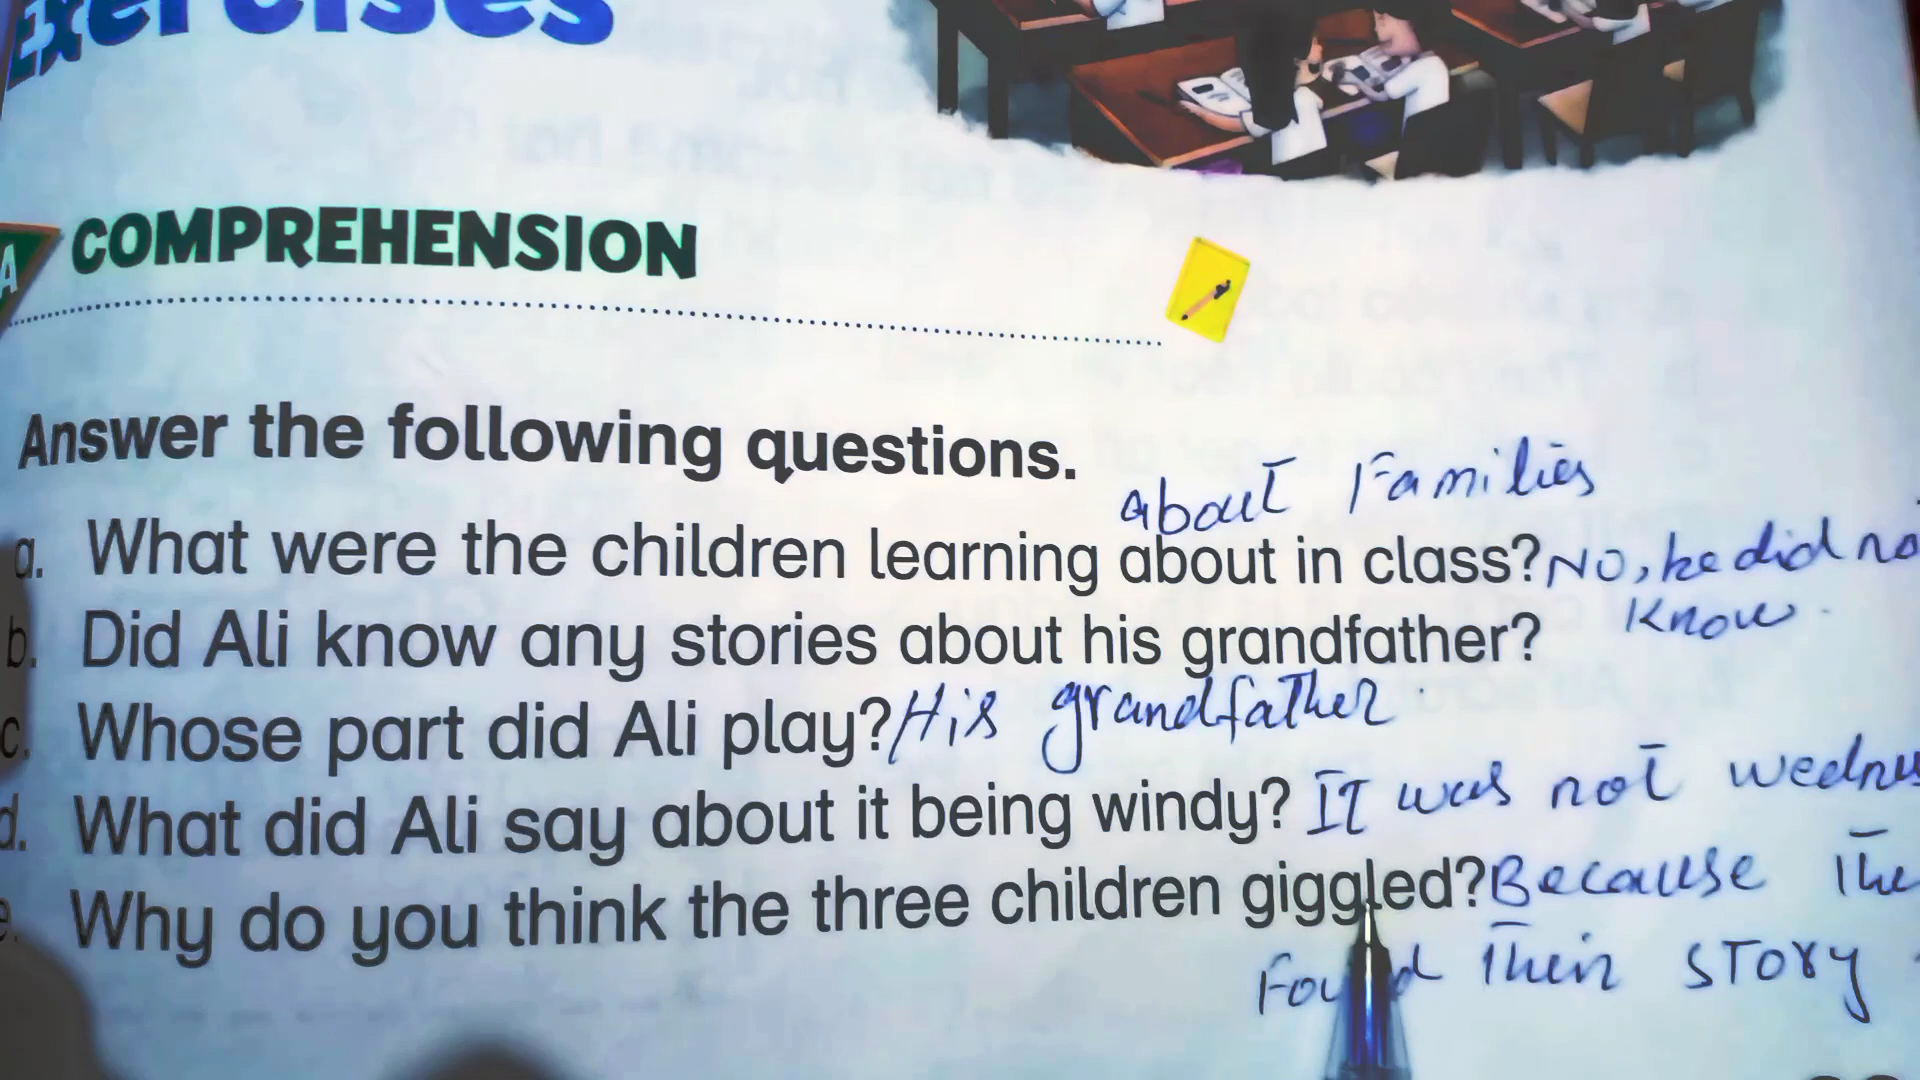 Exercises
A COMPREHENSION
Answer the following questions.
about Families
a. What were the children learning about in class? No, he did no
know.
b. Did Ali know any stories about his grandfather?
c. Whose part did Ali play? His grandfather.
d. What did Ali say about it being windy? It was not wednes
e. Why do you think the three children giggled? Because the
their story